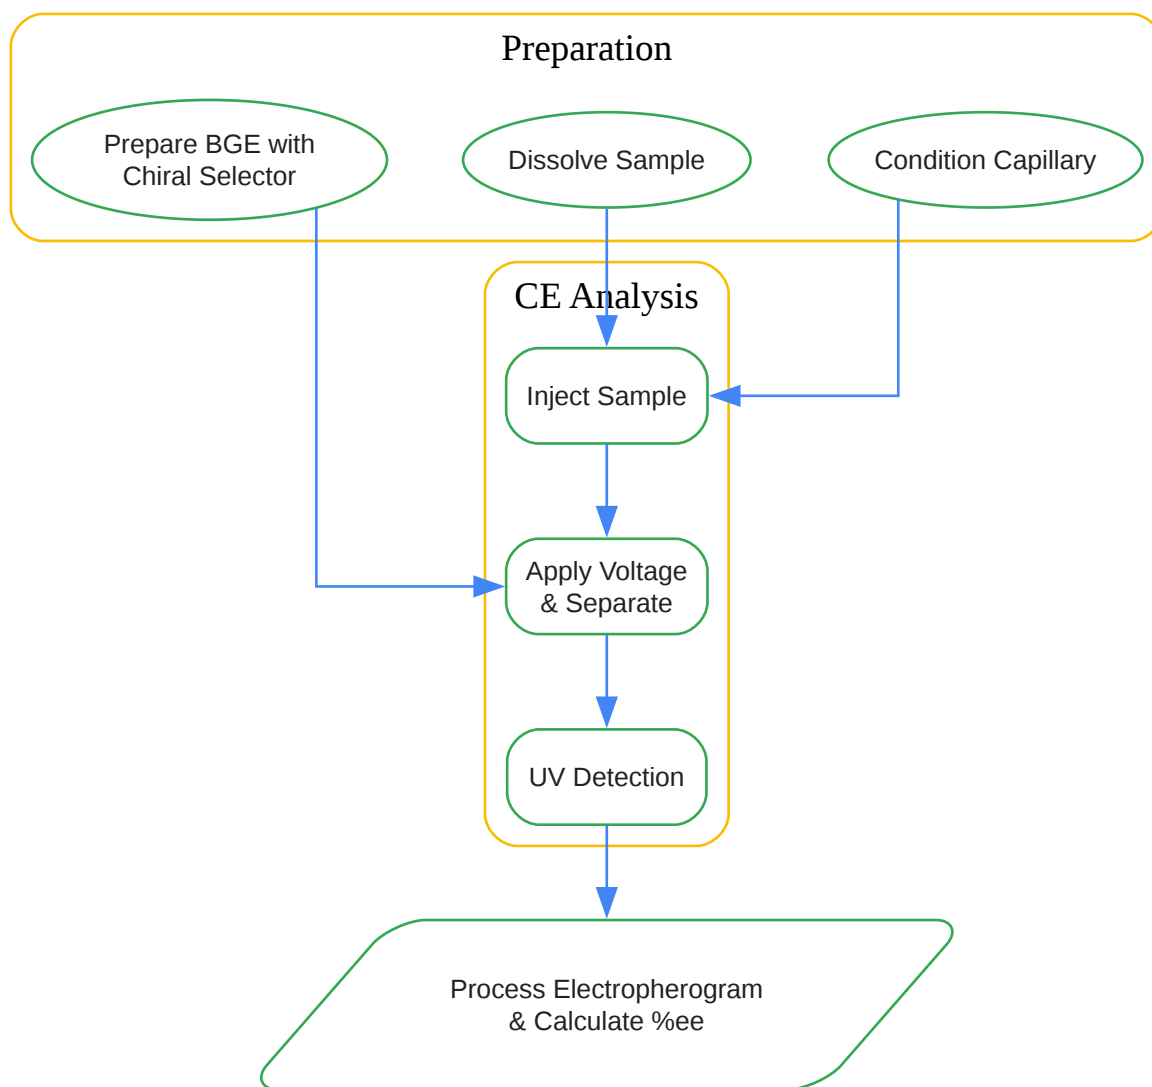 Preparation
Prepare BGE with
Chiral Selector
Dissolve Sample
Condition Capillary
CE Analysis
Inject Sample
Apply Voltage
& Separate
UV Detection
Process Electropherogram
& Calculate %ee